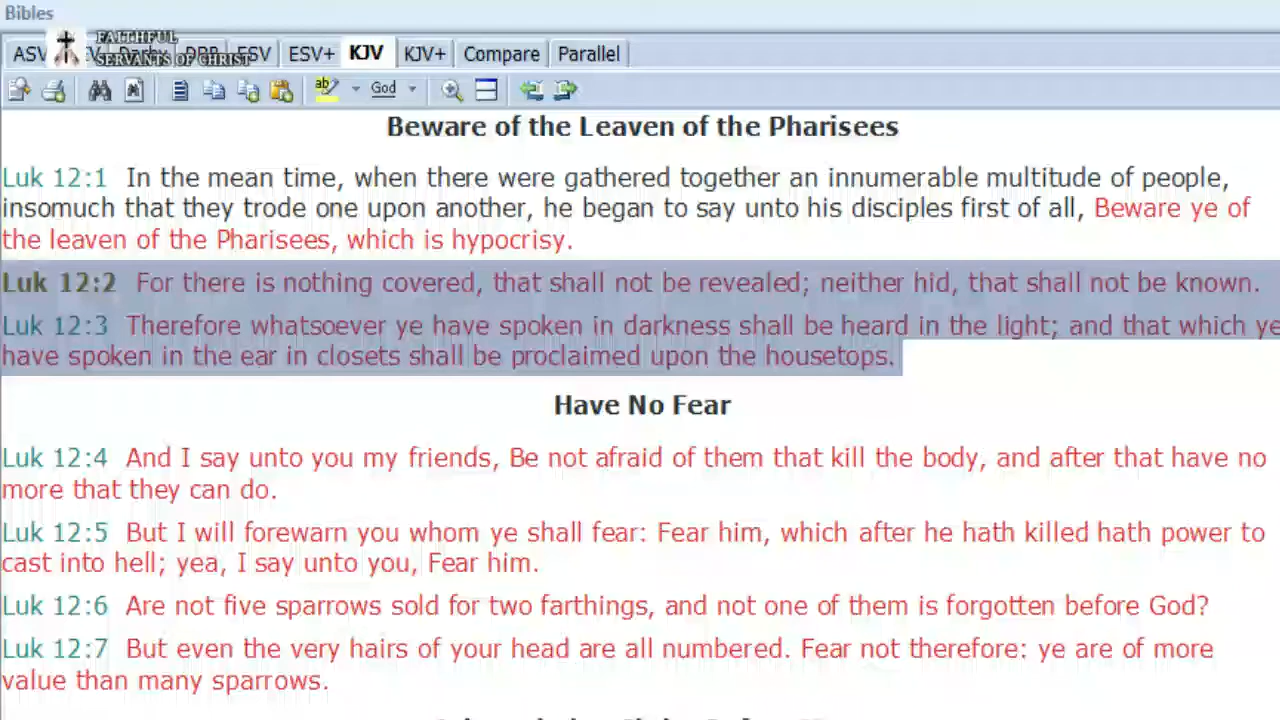 Bibles
FAITHFUL
SERVANTS OF CHRIST
ASV Darby DRB ESV ESV+ KJV KJV+ Compare Parallel
God
Beware of the Leaven of the Pharisees
Luk 12:1 In the mean time, when there were gathered together an innumerable multitude of people,
insomuch that they trode one upon another, he began to say unto his disciples first of all, Beware ye of
the leaven of the Pharisees, which is hypocrisy.
Luk 12:2 For there is nothing covered, that shall not be revealed; neither hid, that shall not be known.
Luk 12:3 Therefore whatsoever ye have spoken in darkness shall be heard in the light; and that which ye
have spoken in the ear in closets shall be proclaimed upon the housetops.
Have No Fear
Luk 12:4 And I say unto you my friends, Be not afraid of them that kill the body, and after that have no
more that they can do.
Luk 12:5 But I will forewarn you whom ye shall fear: Fear him, which after he hath killed hath power to
cast into hell; yea, I say unto you, Fear him.
Luk 12:6 Are not five sparrows sold for two farthings, and not one of them is forgotten before God?
Luk 12:7 But even the very hairs of your head are all numbered. Fear not therefore: ye are of more
value than many sparrows.